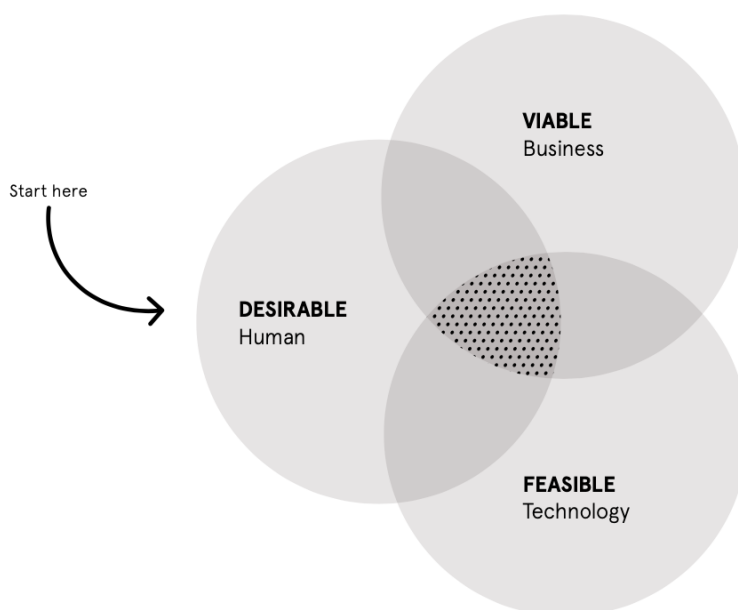 VIABLE
Business
Start here
DESIRABLE
Human
FEASIBLE
Technology